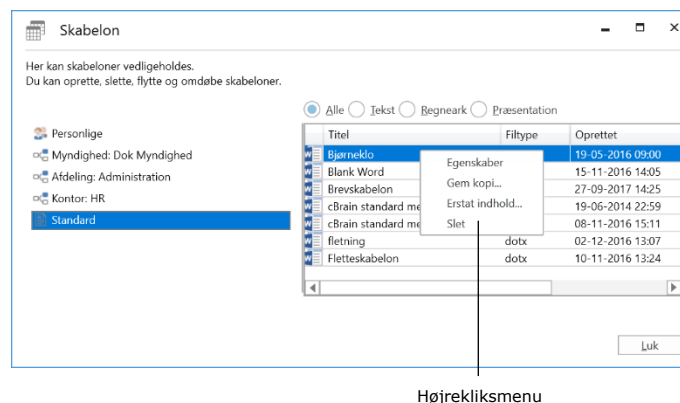 Skabelon
Her kan skabeloner vedligeholdes.
Du kan oprette, slette, flytte og omdøbe skabeloner.
Alle Tekst Regneark Præsentation
Personlige
Myndighed: Dok Myndighed
Afdeling: Administration
Kontor: HR
Standard
Titel Filtype Oprettet
Bjørneklo 19-05-2016 09:00
Blank Word 15-11-2016 14:05
Brevskabelon 27-09-2017 14:25
cBrain standard me 19-06-2014 22:59
cBrain standard me 08-11-2016 15:11
fletning dotx 02-12-2016 13:07
Fletteskabelon dotx 10-11-2016 13:24
Egenskaber
Gem kopi...
Erstat indhold...
Slet
Luk
Højrekliksmenu